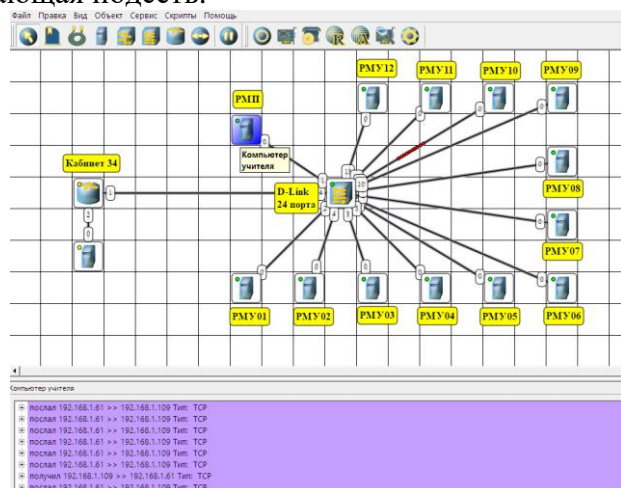 ающая подсеть.
Файл Правка Вид Объект Сервис Скрипты Помощь
РМУ12 РМУ11 РМУ10 РМУ09
РМП
Компьютер
учителя
Кабинет 34
D-Link
24 порта
РМУ08
РМУ07
РМУ01 РМУ02 РМУ03 РМУ04 РМУ05 РМУ06
Компьютер учителя
послал 192.168.1.61 >> 192.168.1.109 Тип: TCP
послал 192.168.1.61 >> 192.168.1.109 Тип: TCP
послал 192.168.1.61 >> 192.168.1.109 Тип: TCP
послал 192.168.1.61 >> 192.168.1.109 Тип: TCP
послал 192.168.1.61 >> 192.168.1.109 Тип: TCP
получил 192.168.1.109 >> 192.168.1.61 Тип: TCP
послал 192.168.1.61 >> 192.168.1.109 Тип: TCP